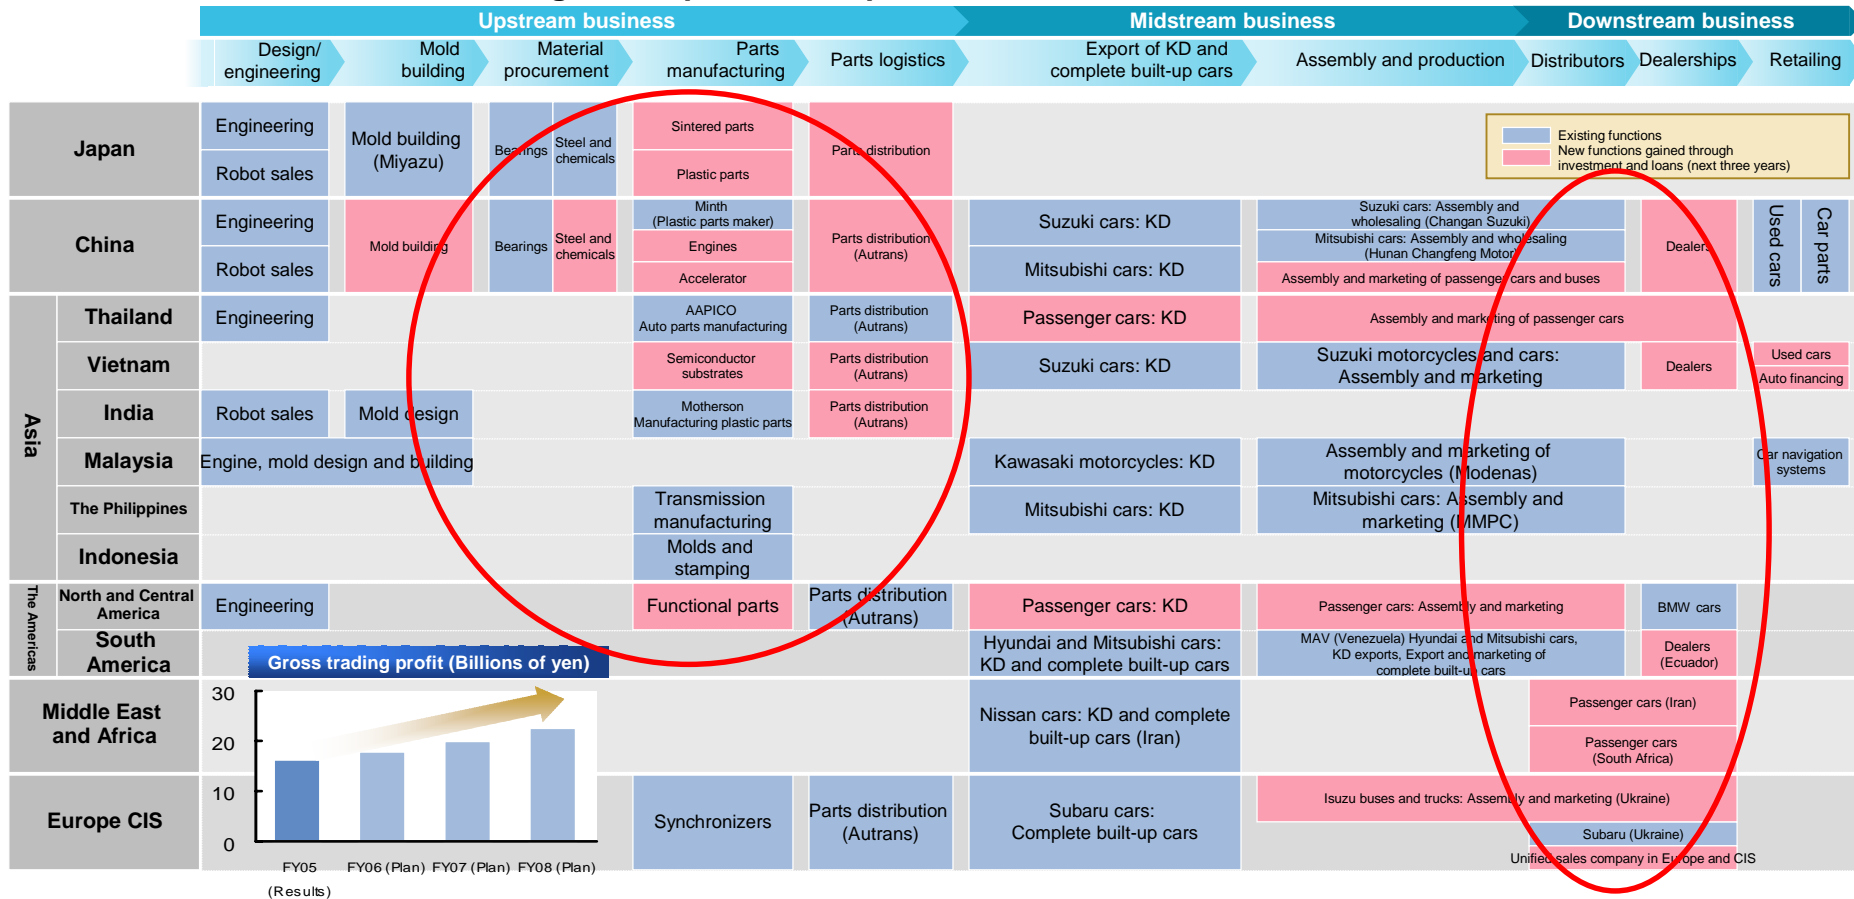 Upstream business
Midstream business
Downstream business
Design/
engineering
Mold
building
Material
procurement
Parts
manufacturing
Parts logistics
Export of KD and
complete built-up cars
Assembly and production
Distributors
Dealerships
Retailing
Existing functions
New functions gained through
investment and loans (next three years)
Japan
Engineering
Robot sales
Mold building
(Miyazu)
Bearings
Steel and
chemicals
Sintered parts
Plastic parts
Parts distribution
China
Engineering
Robot sales
Mold building
Bearings
Steel and
chemicals
Minth
(Plastic parts maker)
Engines
Accelerator
Parts distribution
(Autrans)
Suzuki cars: KD
Mitsubishi cars: KD
Suzuki cars: Assembly and
wholesaling (Changan Suzuki)
Mitsubishi cars: Assembly and wholesaling
(Hunan Changfeng Motor)
Assembly and marketing of passenger cars and buses
Dealers
Used cars
Car parts
Asia
Thailand
Engineering
AAPICO
Auto parts manufacturing
Parts distribution
(Autrans)
Passenger cars: KD
Assembly and marketing of passenger cars
Vietnam
Semiconductor
substrates
Parts distribution
(Autrans)
Suzuki cars: KD
Suzuki motorcycles and cars:
Assembly and marketing
Dealers
Used cars
Auto financing
India
Robot sales
Mold design
Motherson
Manufacturing plastic parts
Parts distribution
(Autrans)
Malaysia
Engine, mold design and building
Kawasaki motorcycles: KD
Assembly and marketing of
motorcycles (Modenas)
Car navigation
systems
The Philippines
Transmission
manufacturing
Mitsubishi cars: KD
Mitsubishi cars: Assembly and
marketing (MMPC)
Indonesia
Molds and
stamping
The Americas
North and Central
America
Engineering
Functional parts
Parts distribution
(Autrans)
Passenger cars: KD
Passenger cars: Assembly and marketing
BMW cars
South
America
Hyundai and Mitsubishi cars:
KD and complete built-up cars
MAV (Venezuela) Hyundai and Mitsubishi cars,
KD exports, Export and marketing of
complete built-up cars
Dealers
(Ecuador)
Middle East
and Africa
Nissan cars: KD and complete
built-up cars (Iran)
Passenger cars (Iran)
Passenger cars
(South Africa)
Europe CIS
Synchronizers
Parts distribution
(Autrans)
Subaru cars:
Complete built-up cars
Isuzu buses and trucks: Assembly and marketing (Ukraine)
Subaru (Ukraine)
Unified sales company in Europe and CIS
Gross trading profit (Billions of yen)
30
20
10
0
FY05
(Results)
FY06 (Plan)
FY07 (Plan)
FY08 (Plan)